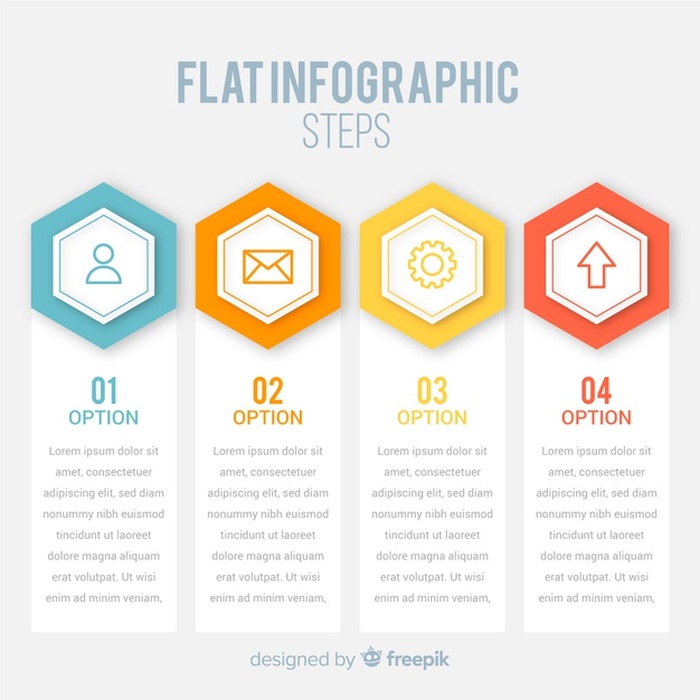 FLAT INFOGRAPHIC
STEPS
01
OPTION
Lorem ipsum dolor sit
amet, consectetuer
adipiscing elit, sed diam
nonummy nibh euismod
tincidunt ut laoreet
dolore magna aliquam
erat volutpat. Ut wisi
enim ad minim veniam,
02
OPTION
Lorem ipsum dolor sit
amet, consectetuer
adipiscing elit, sed diam
nonummy nibh euismod
tincidunt ut laoreet
dolore magna aliquam
erat volutpat. Ut wisi
enim ad minim veniam,
03
OPTION
Lorem ipsum dolor sit
amet, consectetuer
adipiscing elit, sed diam
nonummy nibh euismod
tincidunt ut laoreet
dolore magna aliquam
erat volutpat. Ut wisi
enim ad minim veniam,
04
OPTION
Lorem ipsum dolor sit
amet, consectetuer
adipiscing elit, sed diam
nonummy nibh euismod
tincidunt ut laoreet
dolore magna aliquam
erat volutpat. Ut wisi
enim ad minim veniam,
designed by freepik